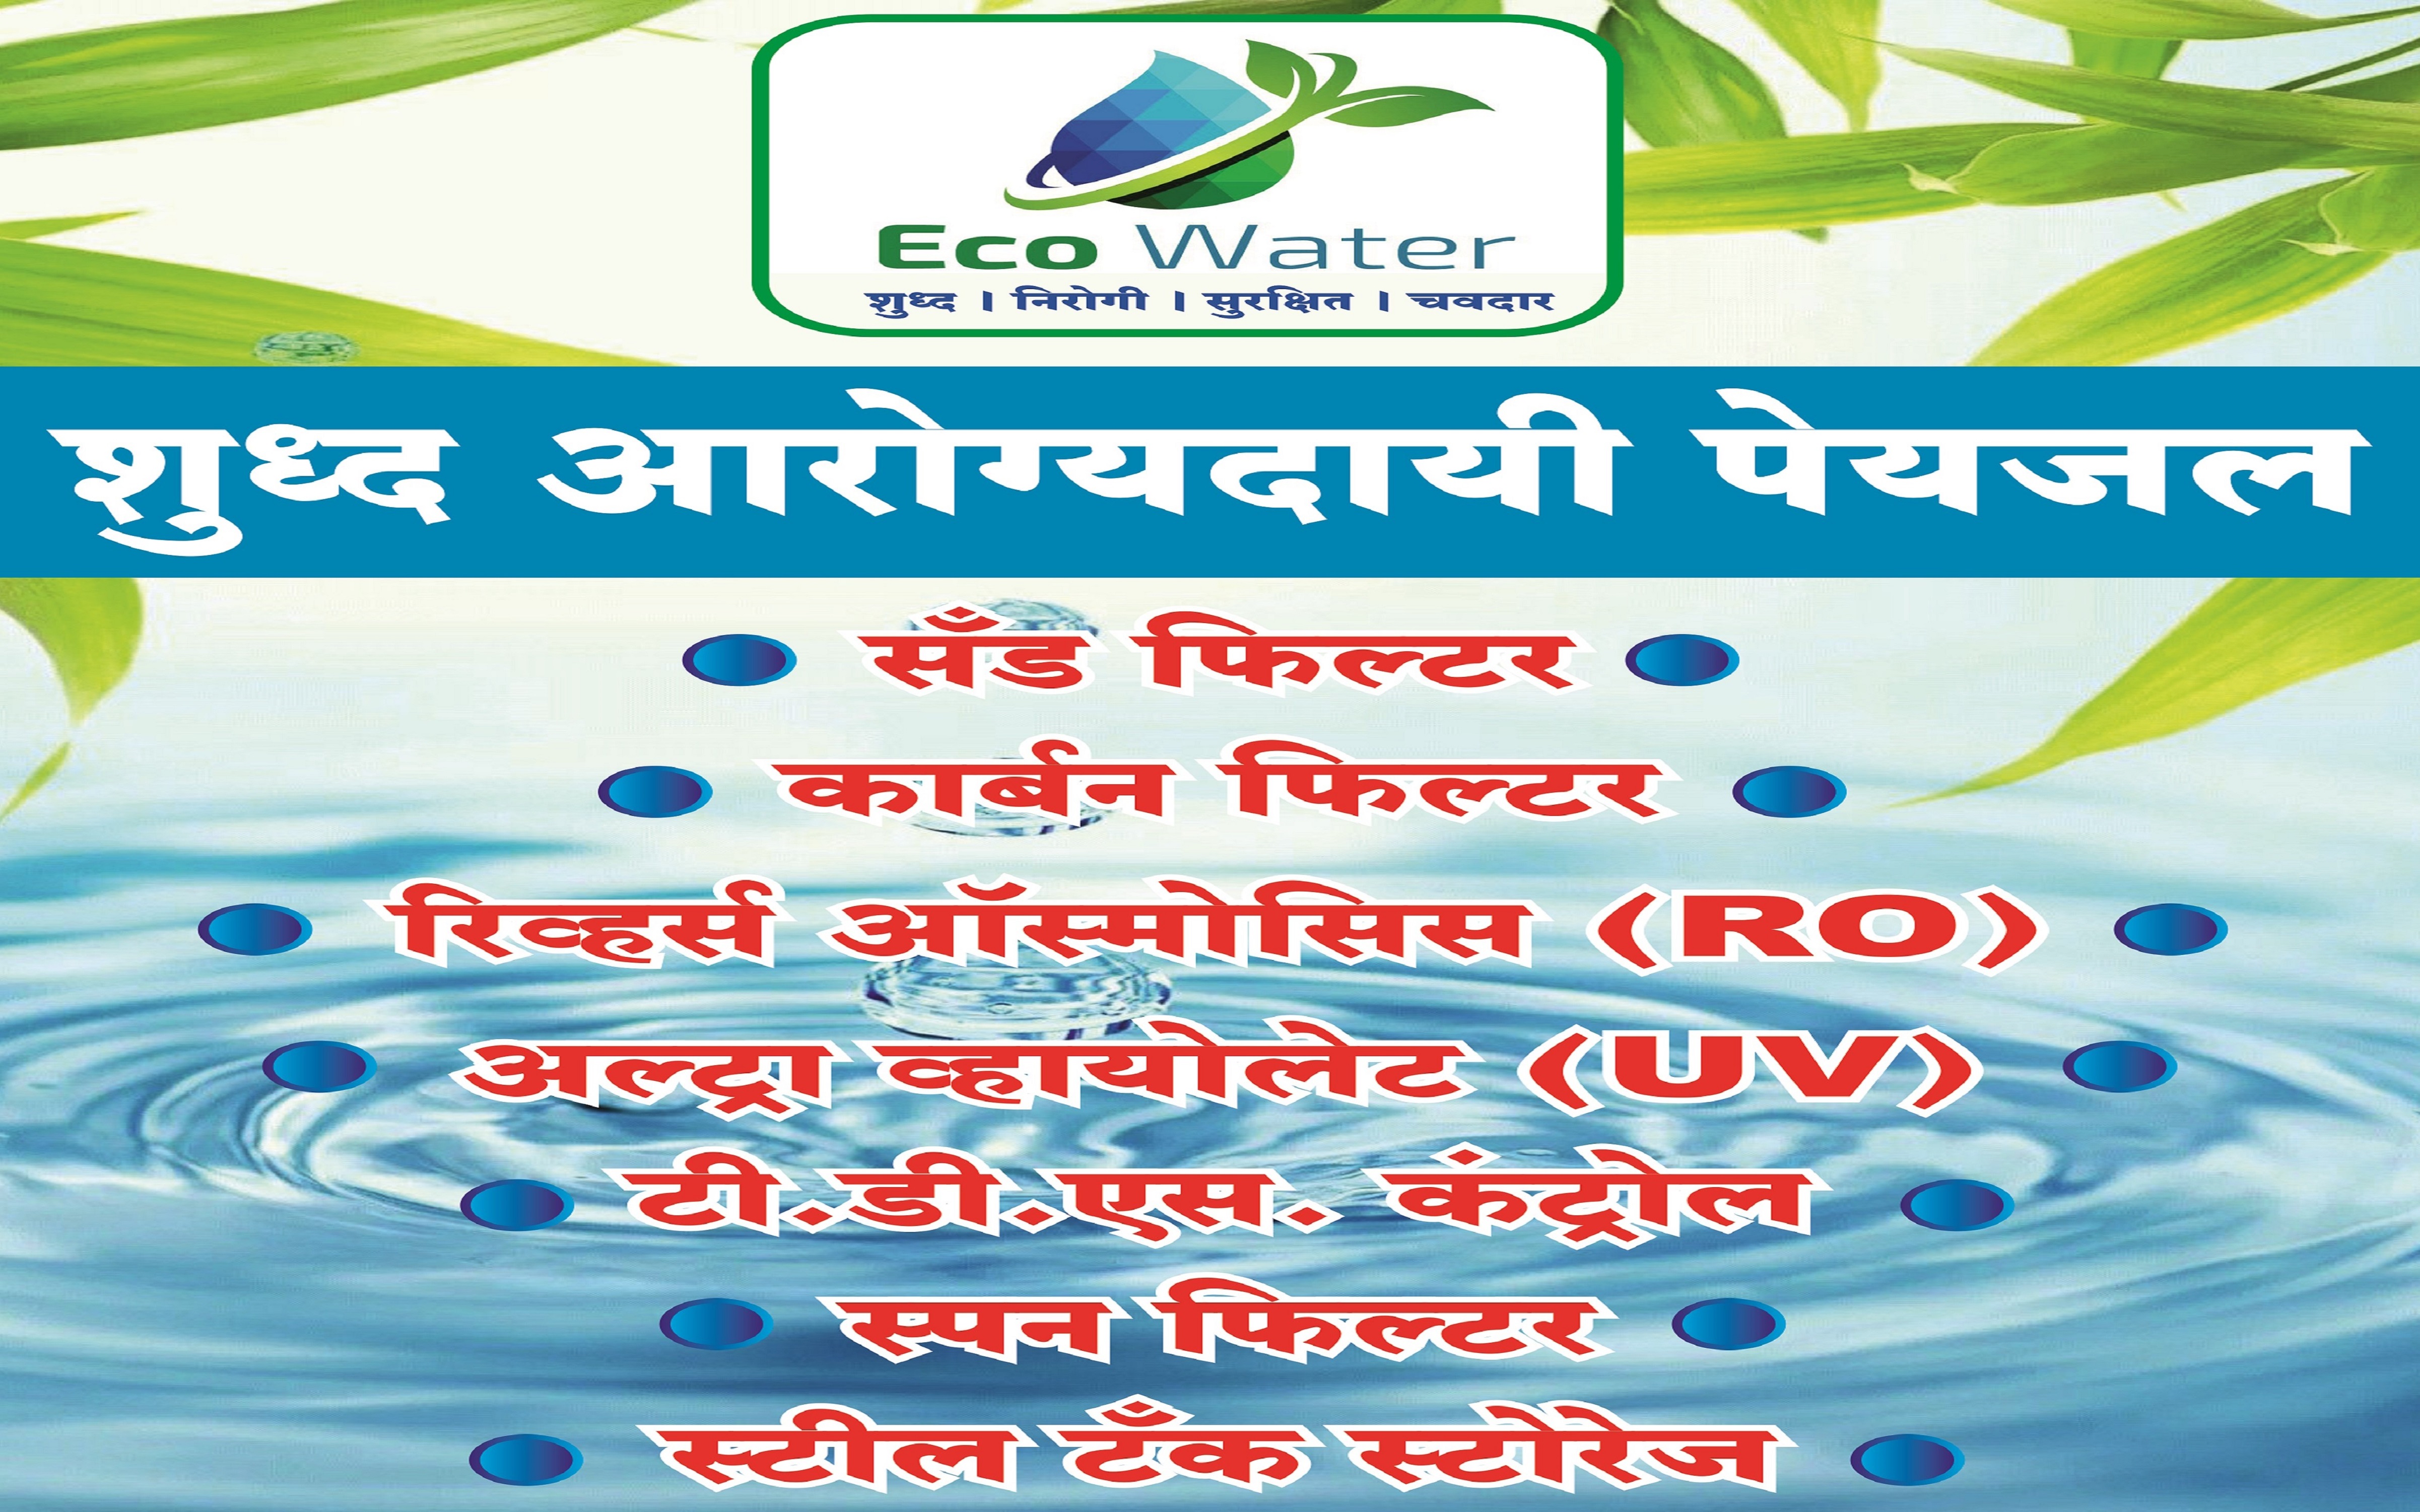 Eco Water
शुध्द । निरोगी । सुरक्षित । चवदार
शुध्द आरोग्यदायी पेयजल
सँड फिल्टर
कार्बन फिल्टर
रिव्हर्स ऑस्मोसिस (RO)
अल्ट्रा व्हायोलेट (UV)
टी.डी.एस. कंट्रोल
स्पन फिल्टर
स्टील टँक स्टोरेज